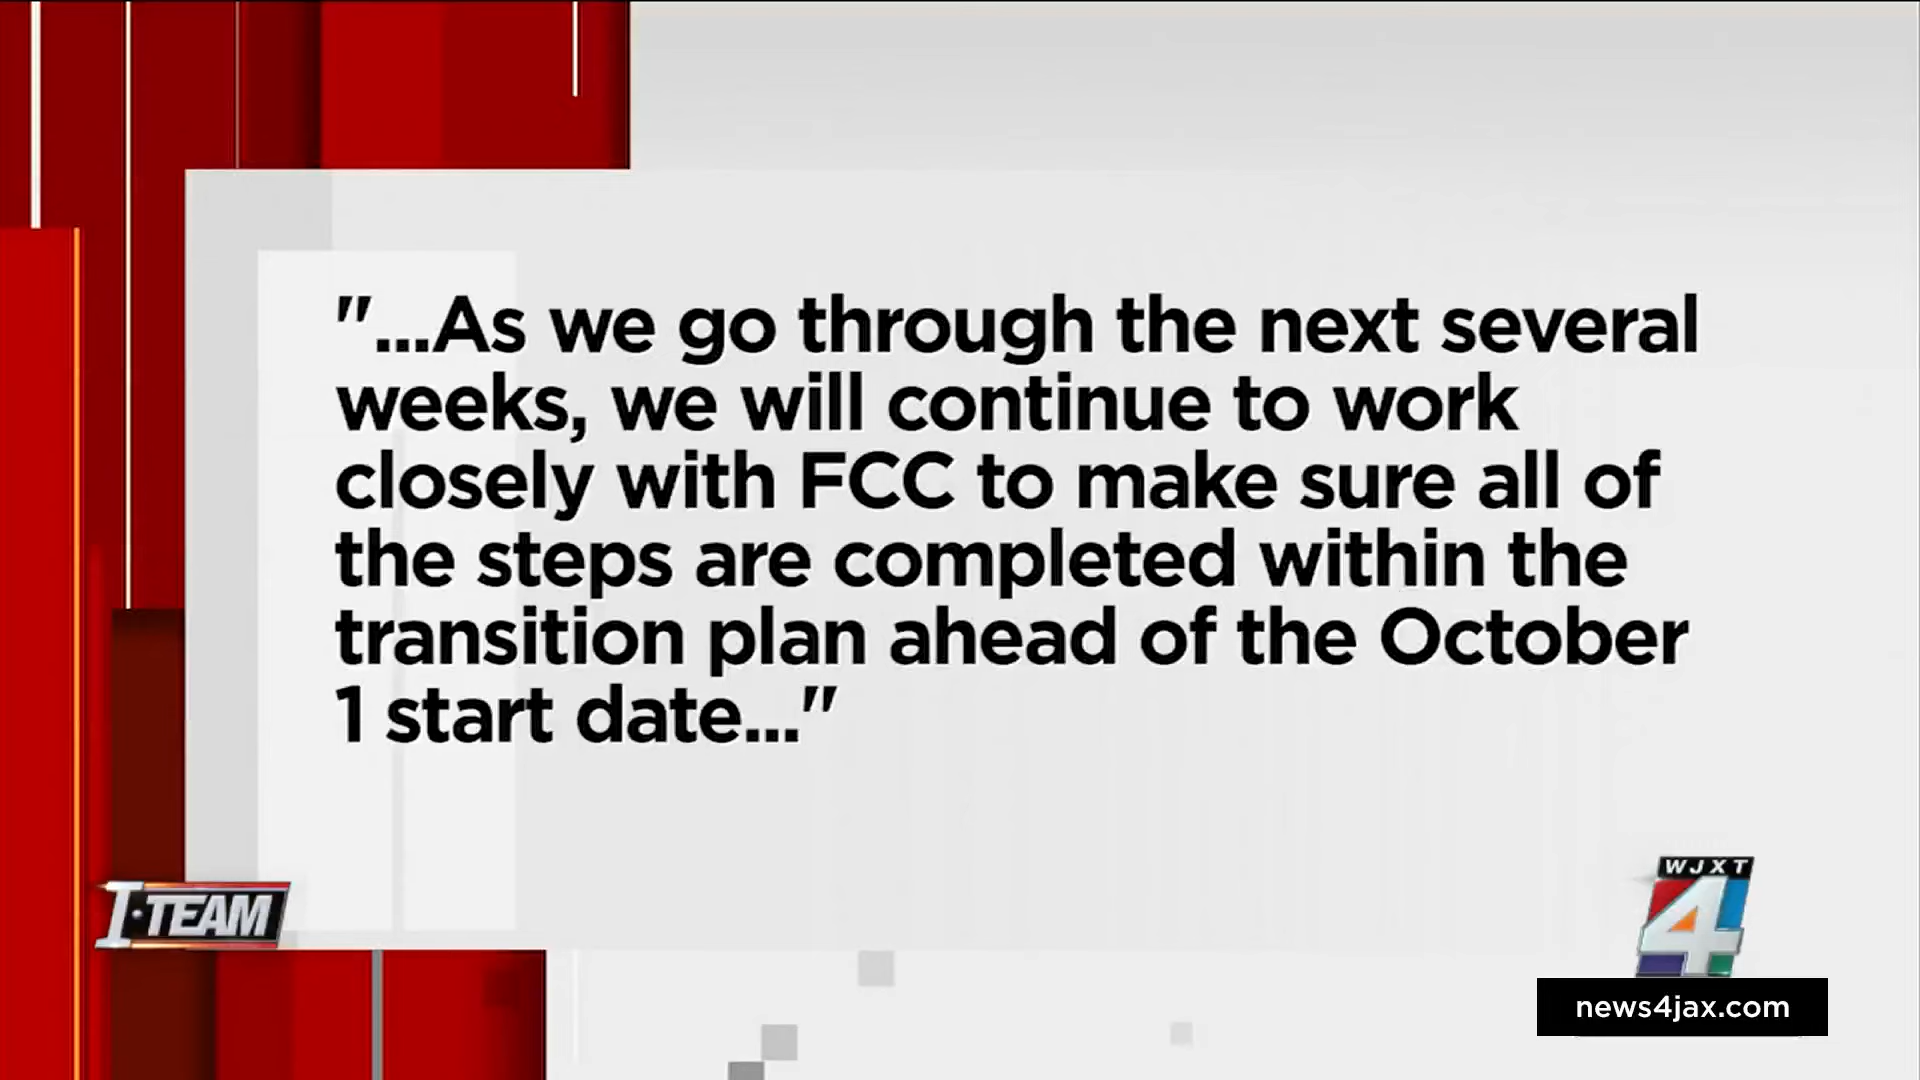 "...As we go through the next several
weeks, we will continue to work
closely with FCC to make sure all of
the steps are completed within the
transition plan ahead of the October
1 start date..."
I-TEAM
WJXT
4
news4jax.com